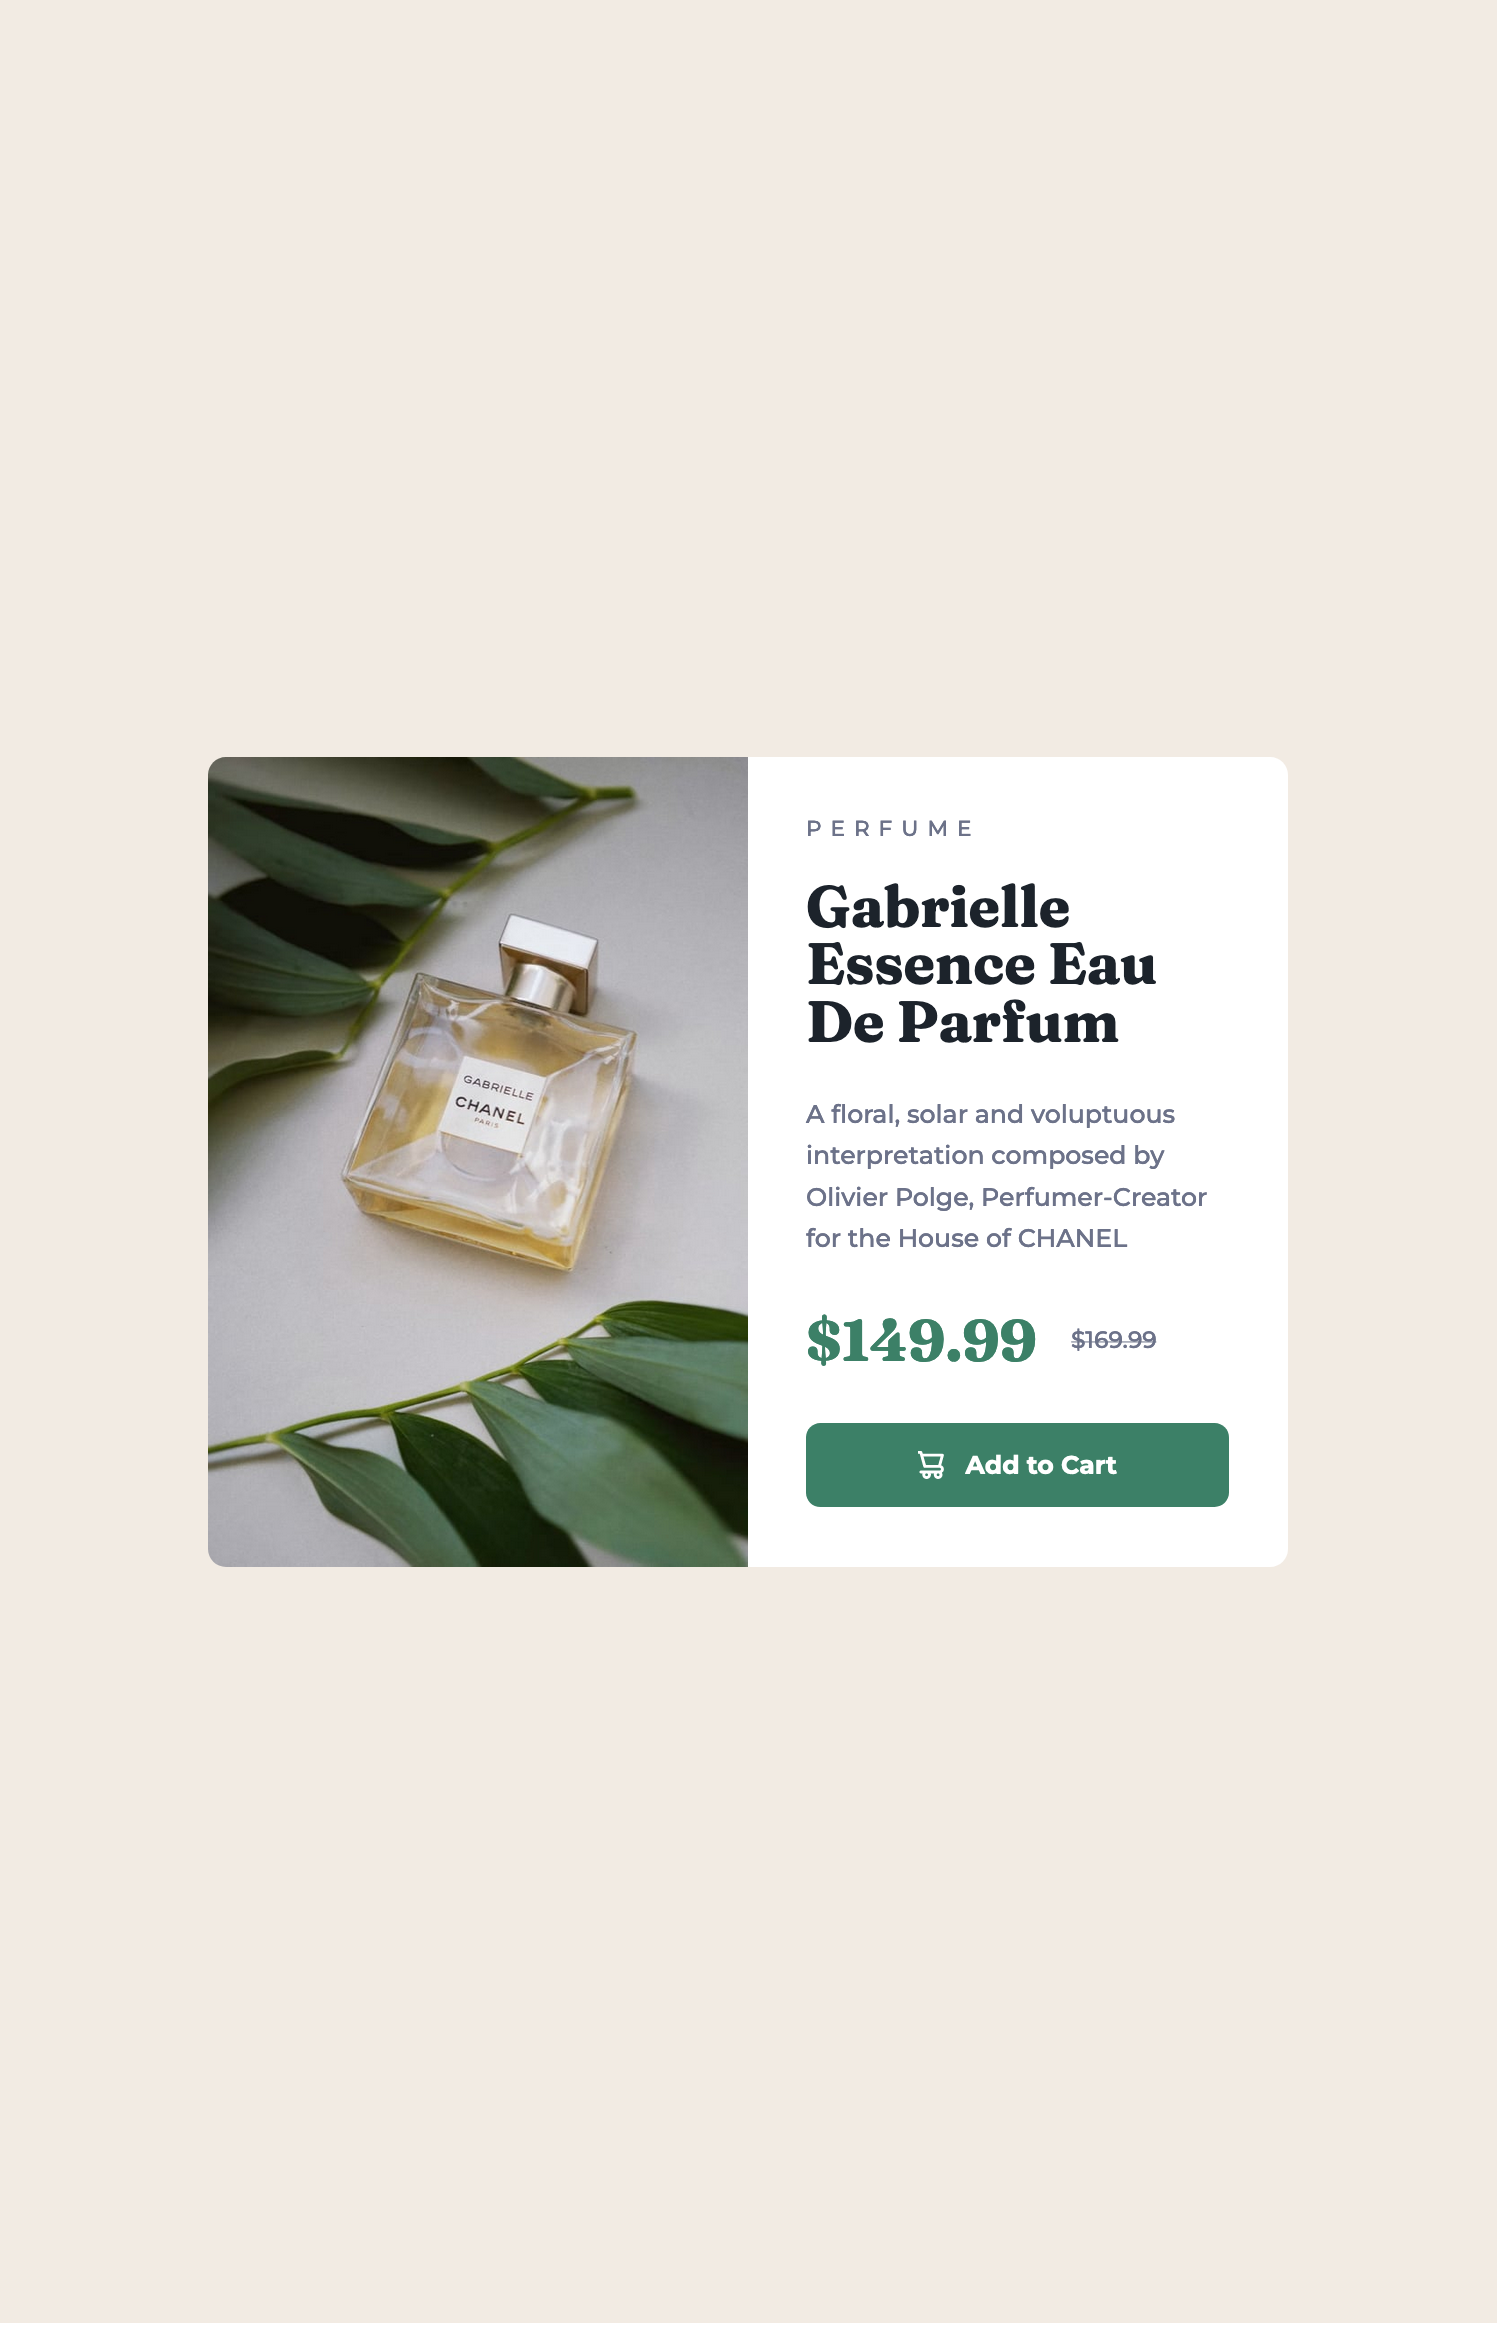 GABRIELLE
CHANEL
PARIS
PERFUME
Gabrielle
Essence Eau
De Parfum
A floral, solar and voluptuous
interpretation composed by
Olivier Polge, Perfumer-Creator
for the House of CHANEL
$149.99 $169.99
Add to Cart